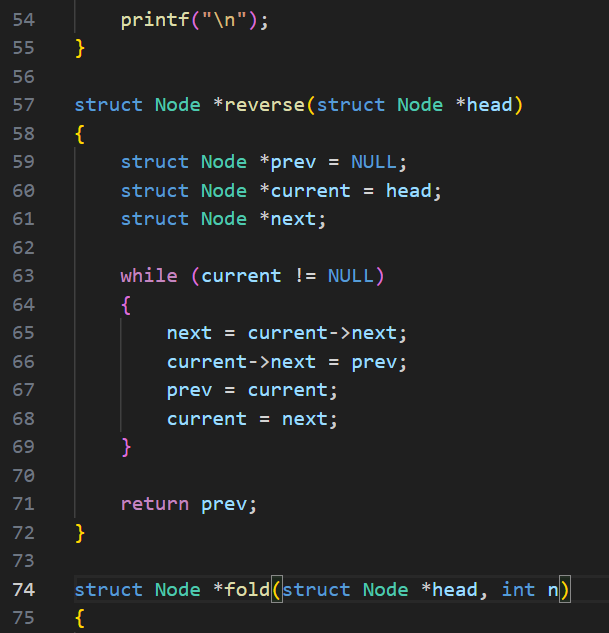 54 printf("\n");
55 }
56
57 struct Node *reverse(struct Node *head)
58 {
59 struct Node *prev = NULL;
60 struct Node *current = head;
61 struct Node *next;
62
63 while (current != NULL)
64 {
65 next = current->next;
66 current->next = prev;
67 prev = current;
68 current = next;
69 }
70
71 return prev;
72 }
73
74 struct Node *fold(struct Node *head, int n)
75 {